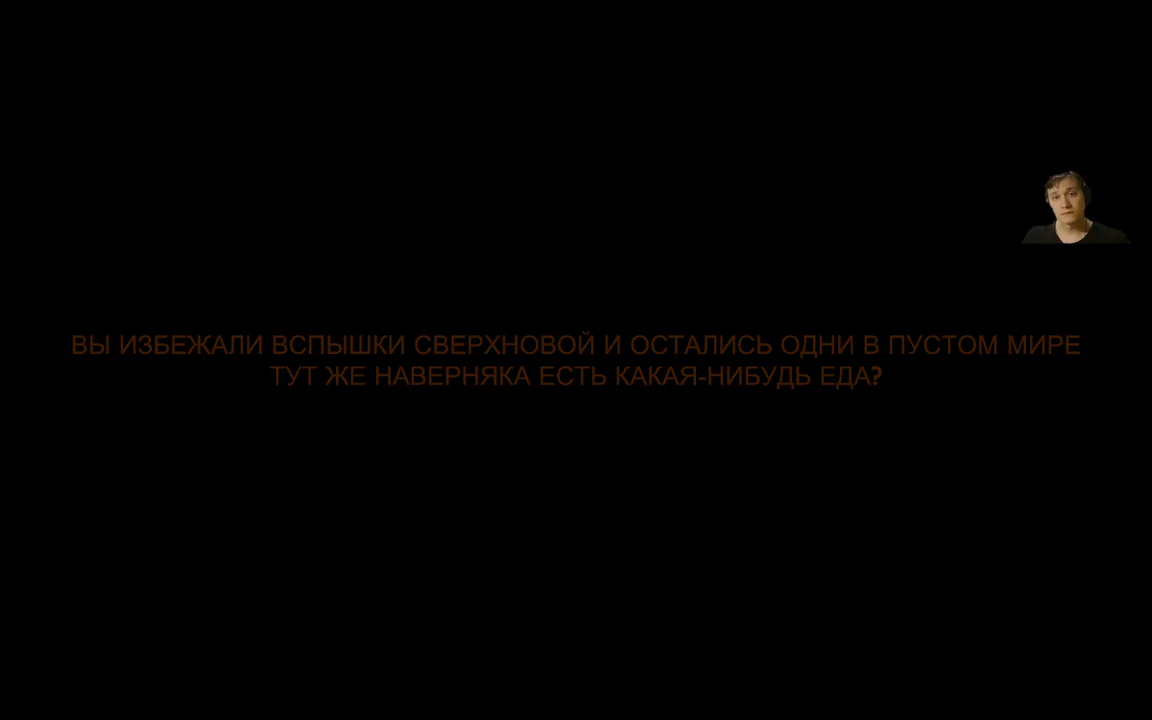 ВЫ ИЗБЕЖАЛИ ВСПЫШКИ СВЕРХНОВОЙ И ОСТАЛИСЬ ОДНИ В ПУСТОМ МИРЕ
ТУТ ЖЕ НАВЕРНЯКА ЕСТЬ КАКАЯ-НИБУДЬ ЕДА?